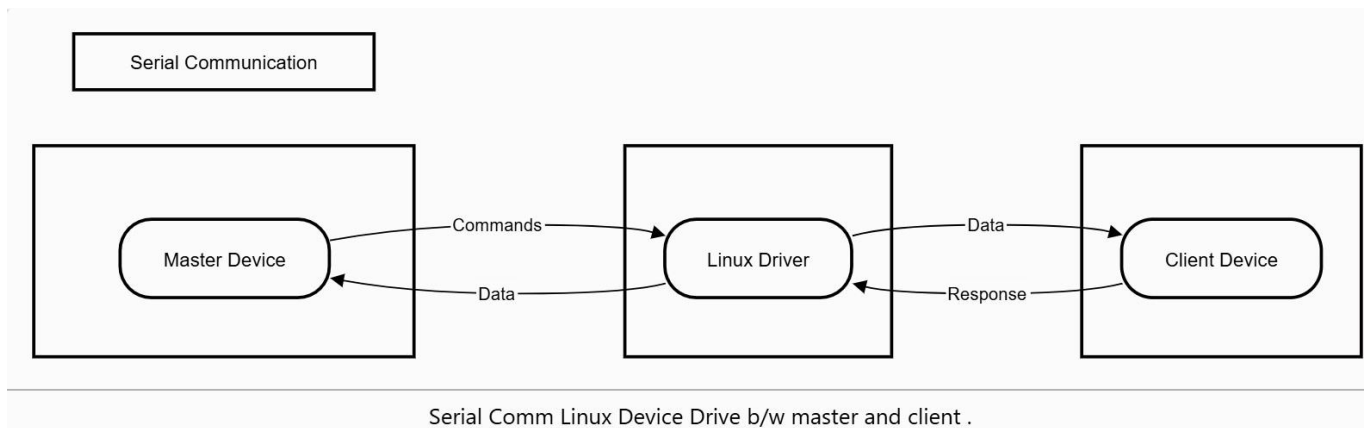 Serial Communication
Commands
Data
Master Device
Linux Driver
Client Device
Data
Response
Serial Comm Linux Device Drive b/w master and client .